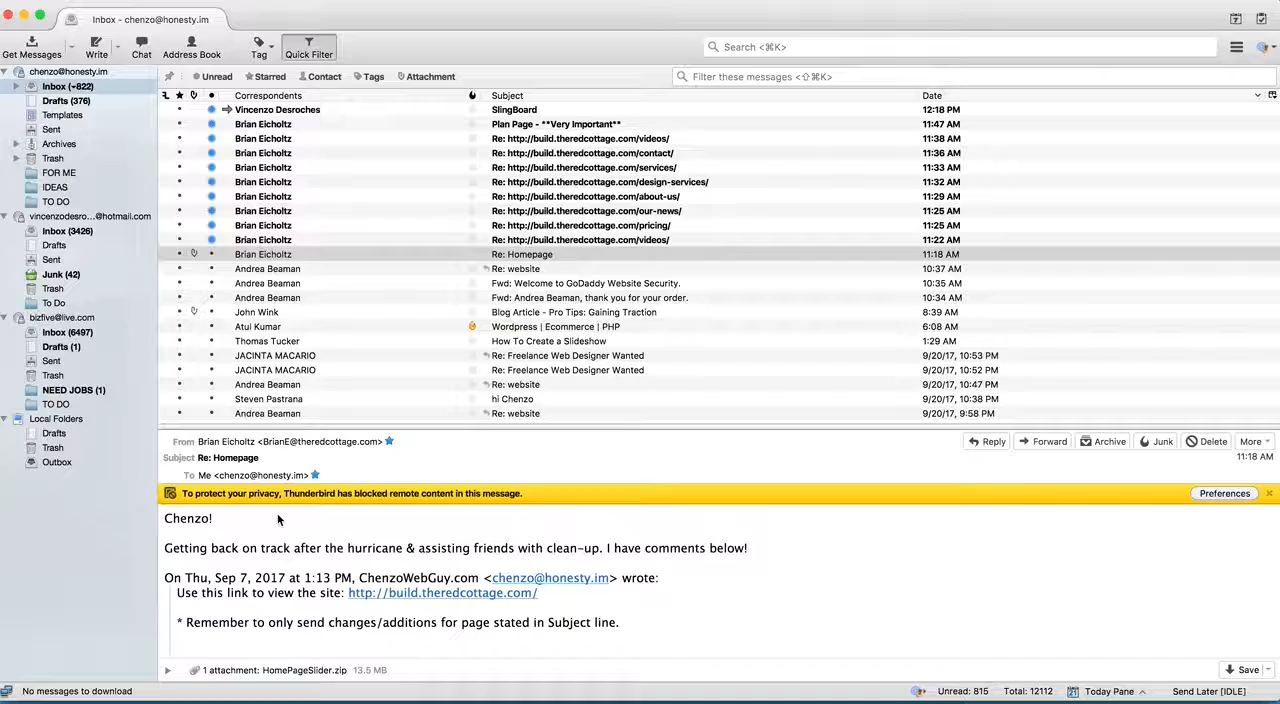 Inbox - chenzo@honesty.im
Get Messages Write Chat Address Book Tag Quick Filter Search <⌘K>
Unread Starred Contact Tags Attachment Filter these messages <⇧⌘K>
chenzo@honesty.im
Inbox (822)
Drafts (376)
Templates
Sent
Archives
Trash
FOR ME
IDEAS
TO DO
vincenzodesro...@hotmail.com
Inbox (3426)
Drafts
Sent
Junk (42)
Trash
To Do
bizfive@live.com
Inbox (6497)
Drafts (1)
Sent
Trash
NEED JOBS (1)
TO DO
Local Folders
Drafts
Trash
Outbox
Correspondents Subject Date
Vincenzo Desroches SlingBoard 12:18 PM
Brian Eicholtz Plan Page - **Very Important** 11:47 AM
Brian Eicholtz Re: http://build.theredcottage.com/videos/ 11:38 AM
Brian Eicholtz Re: http://build.theredcottage.com/contact/ 11:36 AM
Brian Eicholtz Re: http://build.theredcottage.com/services/ 11:33 AM
Brian Eicholtz Re: http://build.theredcottage.com/design-services/ 11:32 AM
Brian Eicholtz Re: http://build.theredcottage.com/about-us/ 11:29 AM
Brian Eicholtz Re: http://build.theredcottage.com/our-news/ 11:25 AM
Brian Eicholtz Re: http://build.theredcottage.com/pricing/ 11:25 AM
Brian Eicholtz Re: http://build.theredcottage.com/videos/ 11:22 AM
Brian Eicholtz Re: Homepage 11:18 AM
Andrea Beaman Re: website 10:37 AM
Andrea Beaman Fwd: Welcome to GoDaddy Website Security. 10:35 AM
Andrea Beaman Fwd: Andrea Beaman, thank you for your order. 10:34 AM
John Wink Blog Article - Pro Tips: Gaining Traction 8:39 AM
Atul Kumar Wordpress | Ecommerce | PHP 6:08 AM
Thomas Tucker How To Create a Slideshow 1:29 AM
JACINTA MACARIO Re: Freelance Web Designer Wanted 9/20/17, 10:53 PM
JACINTA MACARIO Re: Freelance Web Designer Wanted 9/20/17, 10:52 PM
Andrea Beaman Re: website 9/20/17, 10:47 PM
Steven Pastrana hi Chenzo 9/20/17, 10:38 PM
Andrea Beaman Re: website 9/20/17, 9:58 PM
From Brian Eicholtz <BrianE@theredcottage.com> Reply Forward Archive Junk Delete More
Subject Re: Homepage 11:18 AM
To Me <chenzo@honesty.im>
To protect your privacy, Thunderbird has blocked remote content in this message. Preferences
Chenzo!
Getting back on track after the hurricane & assisting friends with clean-up. I have comments below!
On Thu, Sep 7, 2017 at 1:13 PM, ChenzoWebGuy.com <chenzo@honesty.im> wrote:
Use this link to view the site: http://build.theredcottage.com/
* Remember to only send changes/additions for page stated in Subject line.
1 attachment: HomePageSlider.zip 13.5 MB Save
No messages to download Unread: 815 Total: 12112 Today Pane Send Later [IDLE]